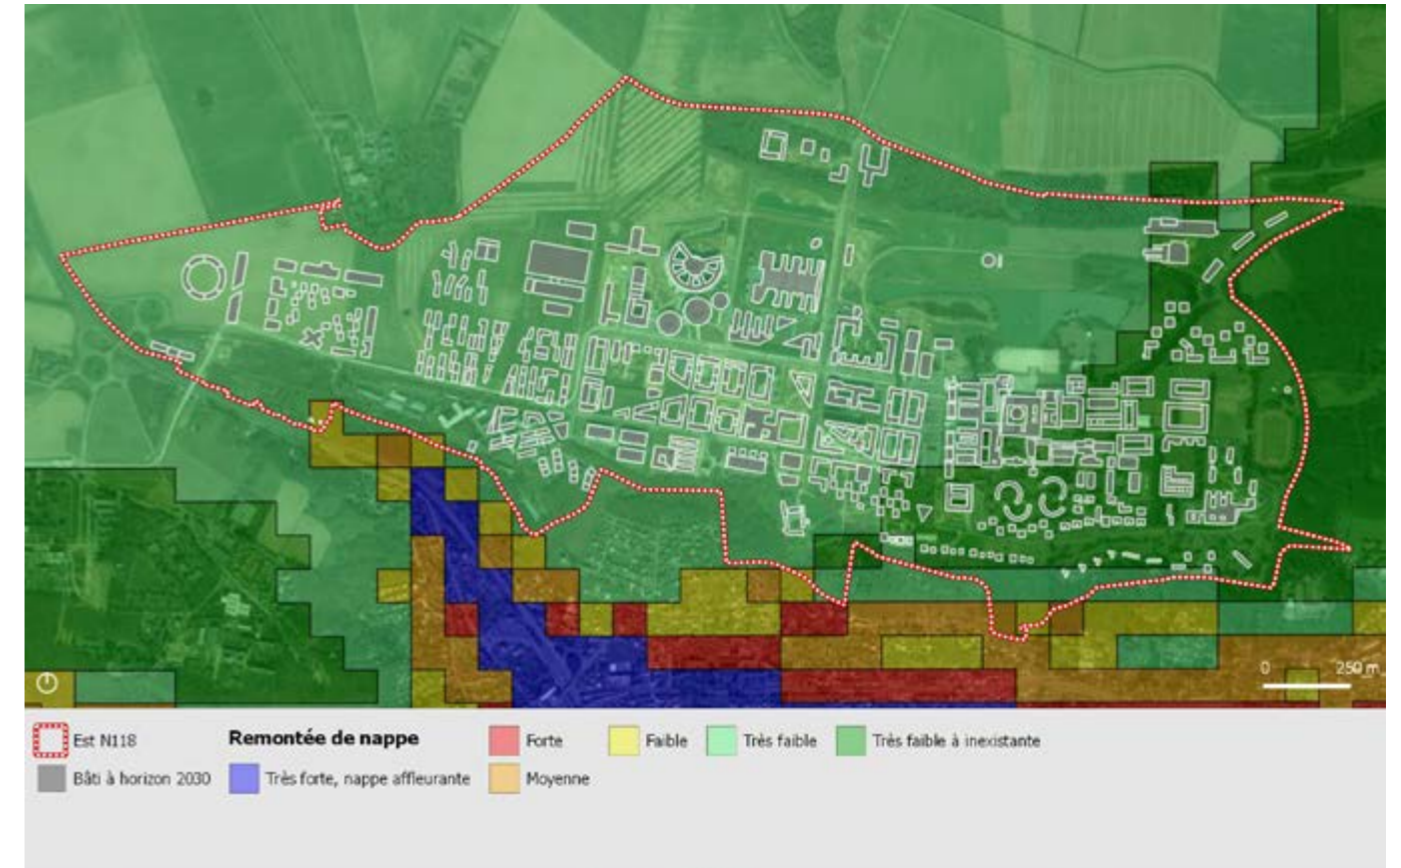 0 250 m
Est N118
Remontée de nappe
Forte
Faible
Très faible
Très faible à inexistante
Bâti à horizon 2030
Très forte, nappe affleurante
Moyenne